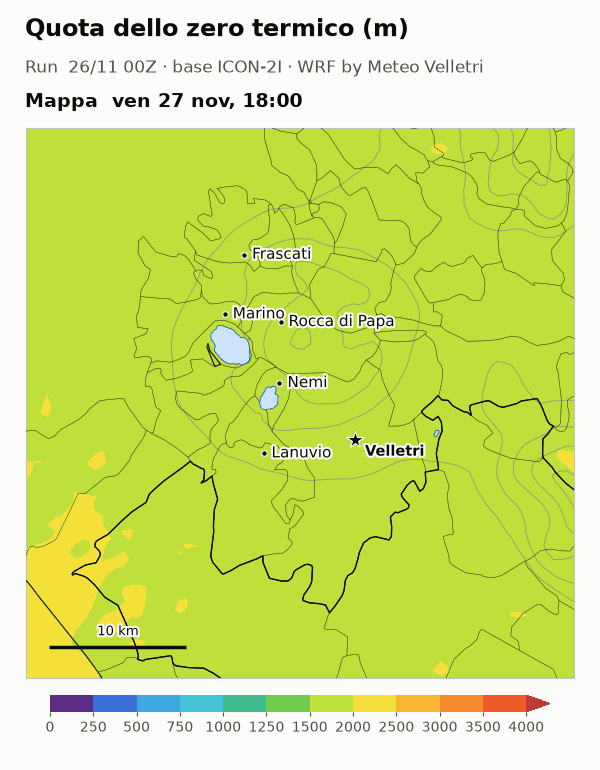 Quota dello zero termico (m)
Run 26/11 00Z · base ICON-2I · WRF by Meteo Velletri
Mappa ven 27 nov, 18:00
Frascati
Marino
Rocca di Papa
Nemi
Velletri
Lanuvio
10 km
0 250 500 750 1000 1250 1500 2000 2500 3000 3500 4000